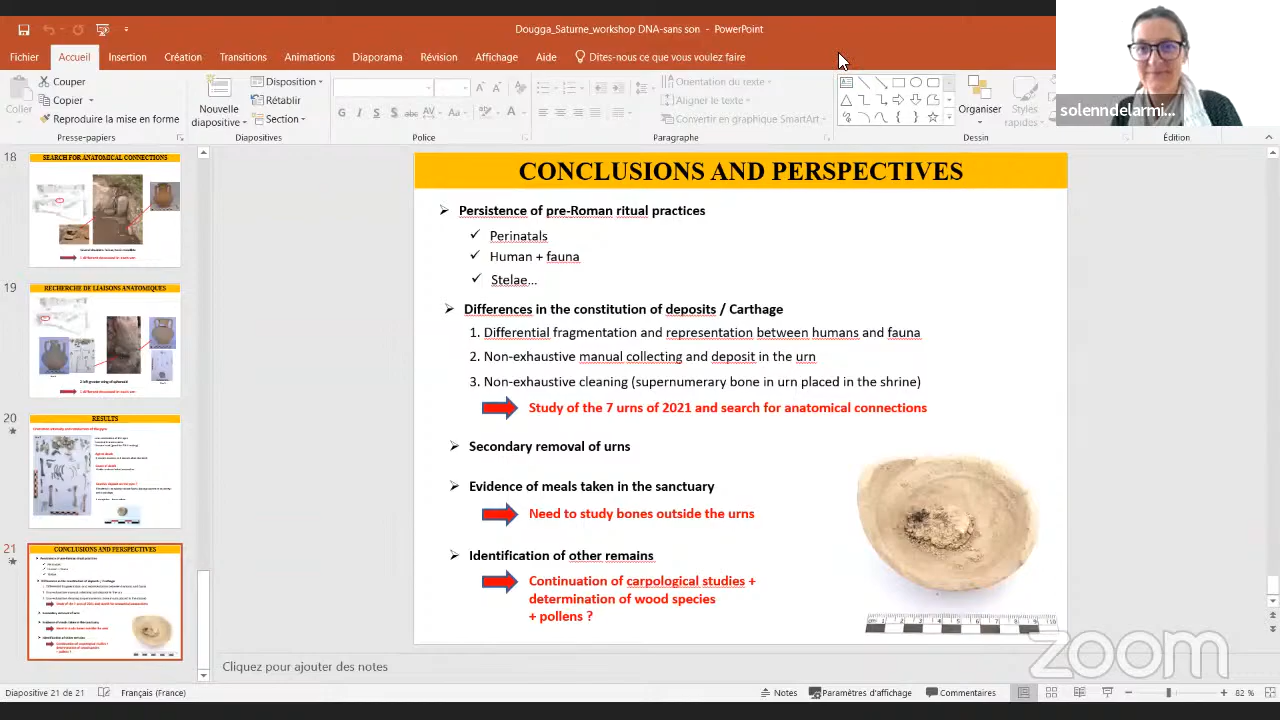 Dougga_Saturne_workshop DNA-sans son - PowerPoint
Fichier Accueil Insertion Création Transitions Animations Diaporama Révision Affichage Aide Dites-nous ce que vous voulez faire
Coller
Couper
Copier
Reproduire la mise en forme
Presse-papiers
Nouvelle
diapositive
Disposition
Rétablir
Section
Diapositives
G
Police
Orientation du texte
Aligner le texte
Convertir en graphique SmartArt
Paragraphe
Organiser
Styles
rapides
Dessin
Édition
solenndelarmi...
18
SEARCH FOR ANATOMICAL CONNECTIONS
19
RECHERCHE DE LIAISONS ANATOMIQUES
2 left greater wing of sphenoid
20
RESULTS
21
CONCLUSIONS AND PERSPECTIVES
CONCLUSIONS AND PERSPECTIVES
Persistence of pre-Roman ritual practices
Perinatals
Human + fauna
Stelae...
Differences in the constitution of deposits / Carthage
1. Differential fragmentation and representation between humans and fauna
2. Non-exhaustive manual collecting and deposit in the urn
3. Non-exhaustive cleaning (supernumerary bone in urn placed in the shrine)
Study of the 7 urns of 2021 and search for anatomical connections
Secondary removal of urns
Evidence of meals taken in the sanctuary
Need to study bones outside the urns
Identification of other remains
Continuation of carpological studies +
determination of wood species
+ pollens ?
zoom
Cliquez pour ajouter des notes
Diapositive 21 de 21 Français (France) Notes Paramètres d'affichage Commentaires 82 %